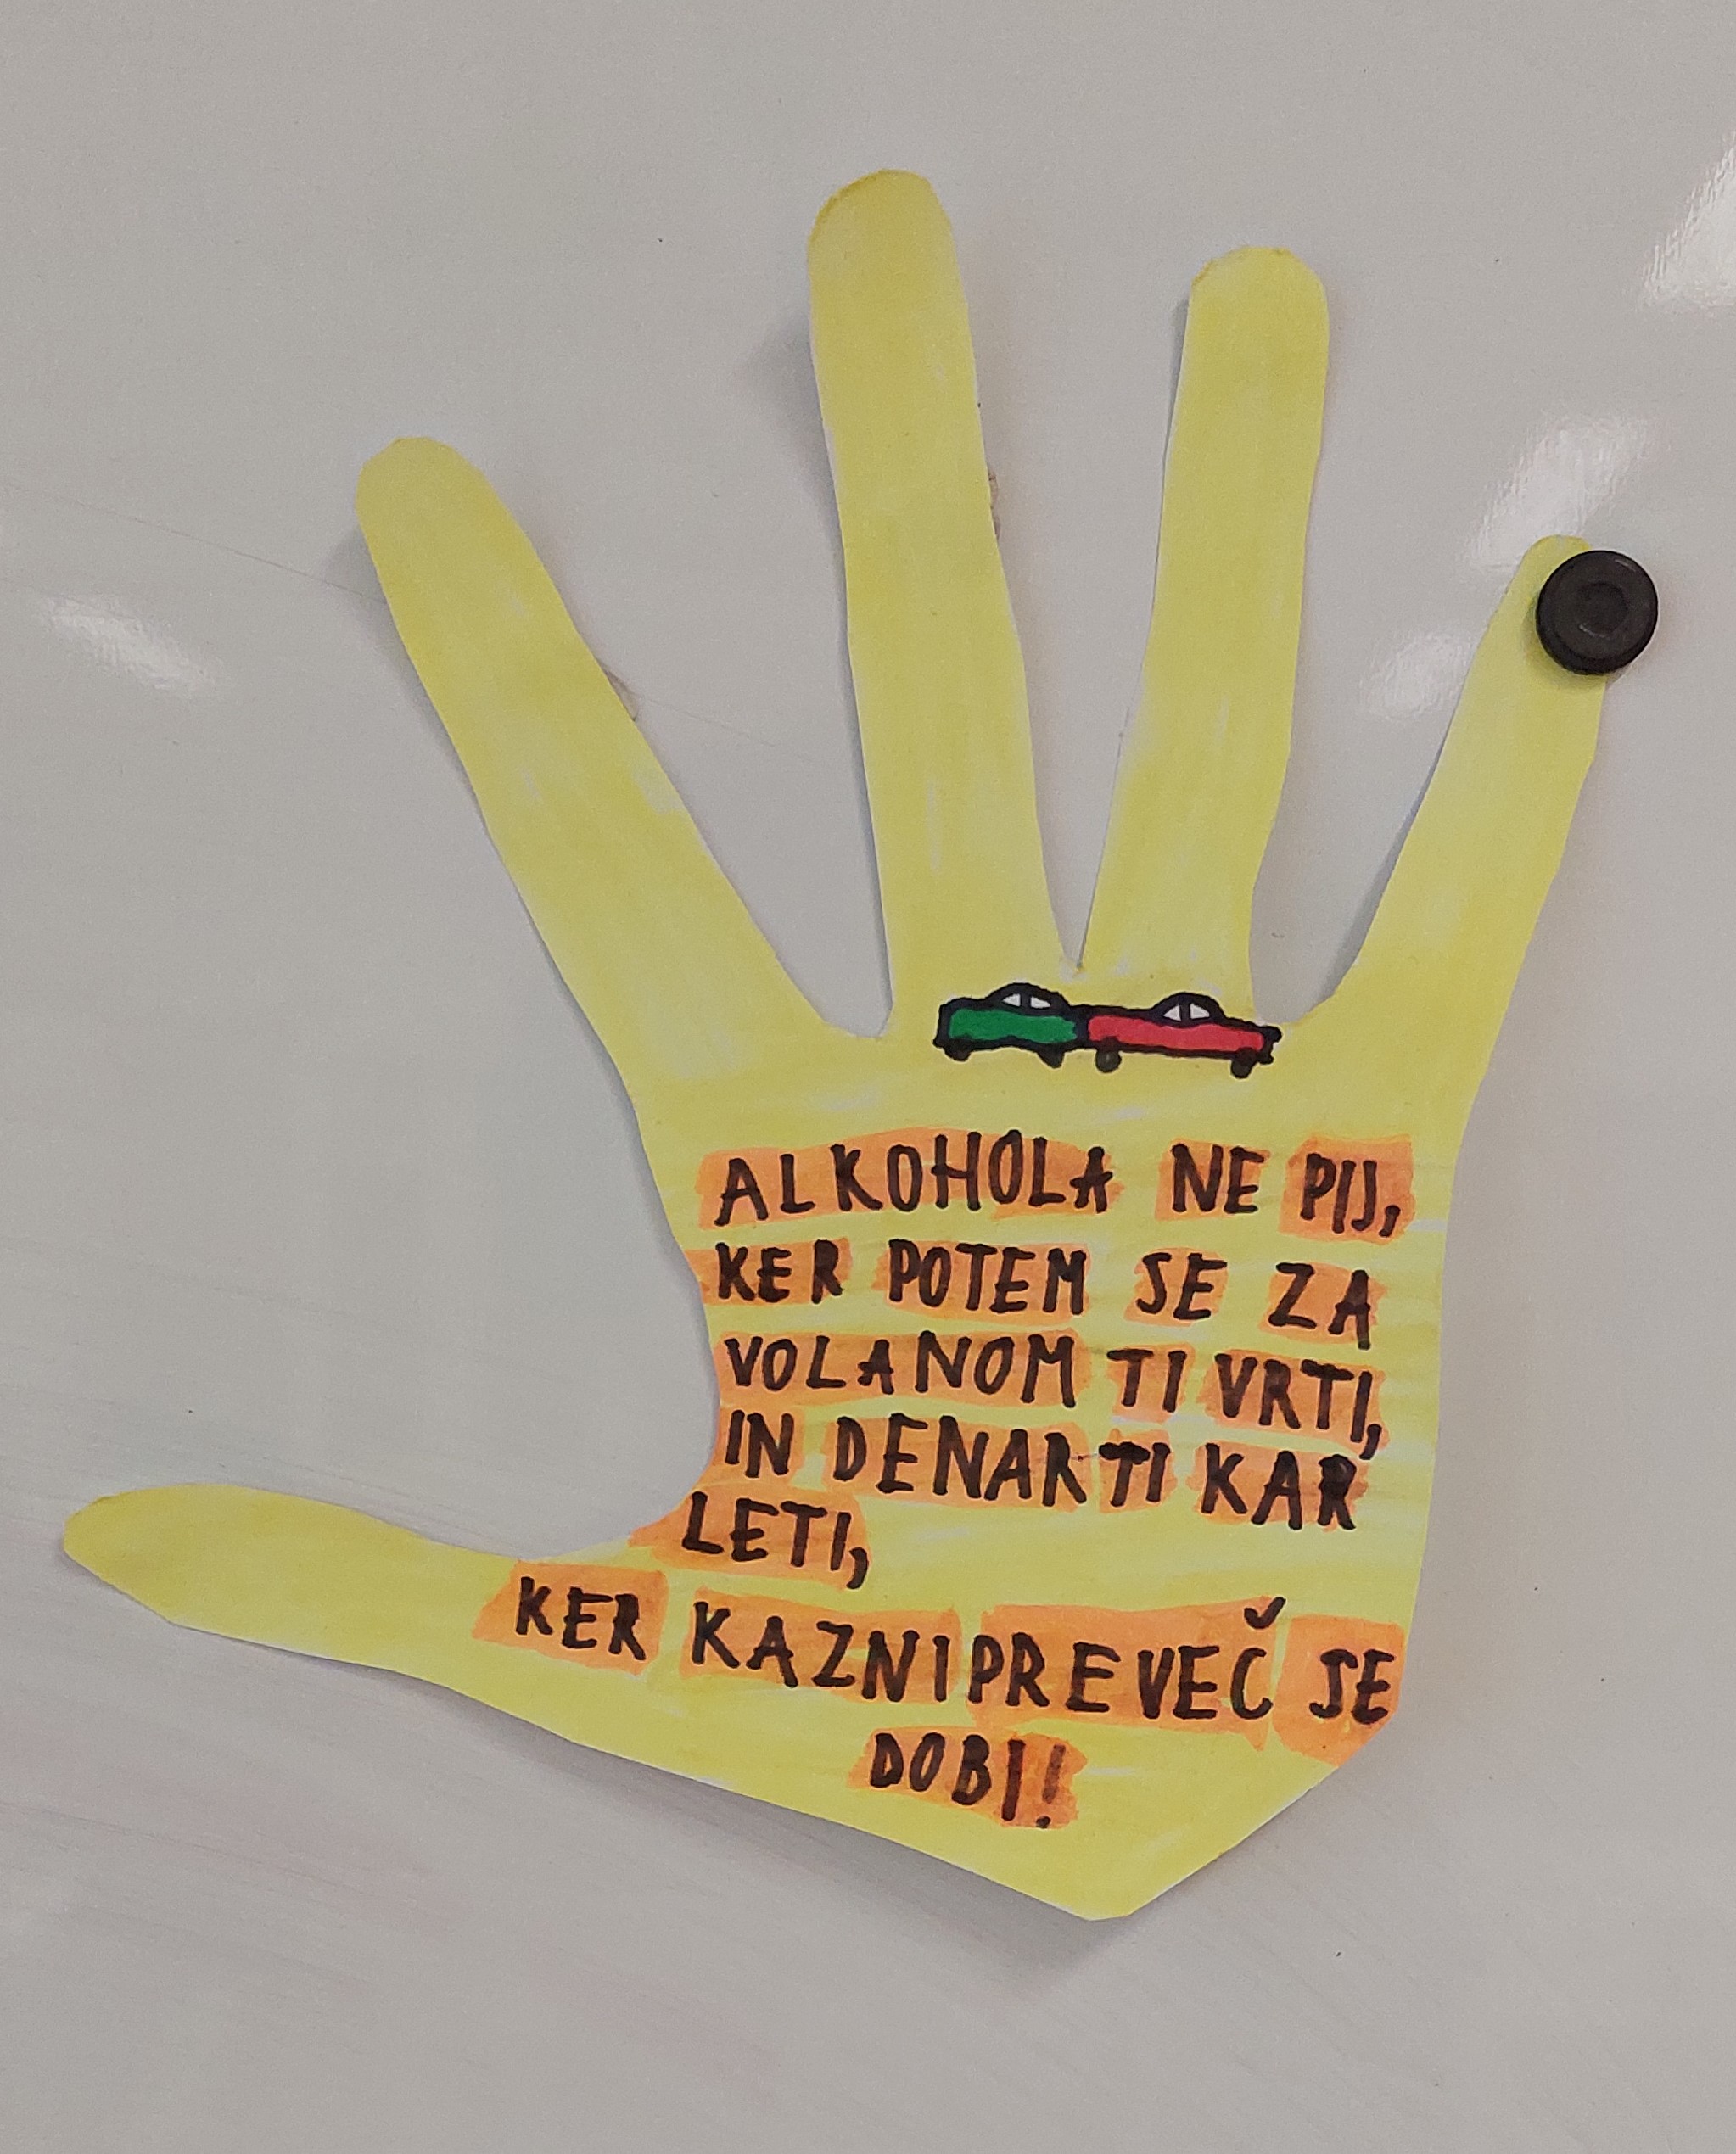 ALKOHOLA NE PIJ,
KER POTEM SE ZA
VOLANOM TI VRTI,
IN DENAR TI KAR
LETI,
KER KAZNI PREVEČ SE
DOBI!